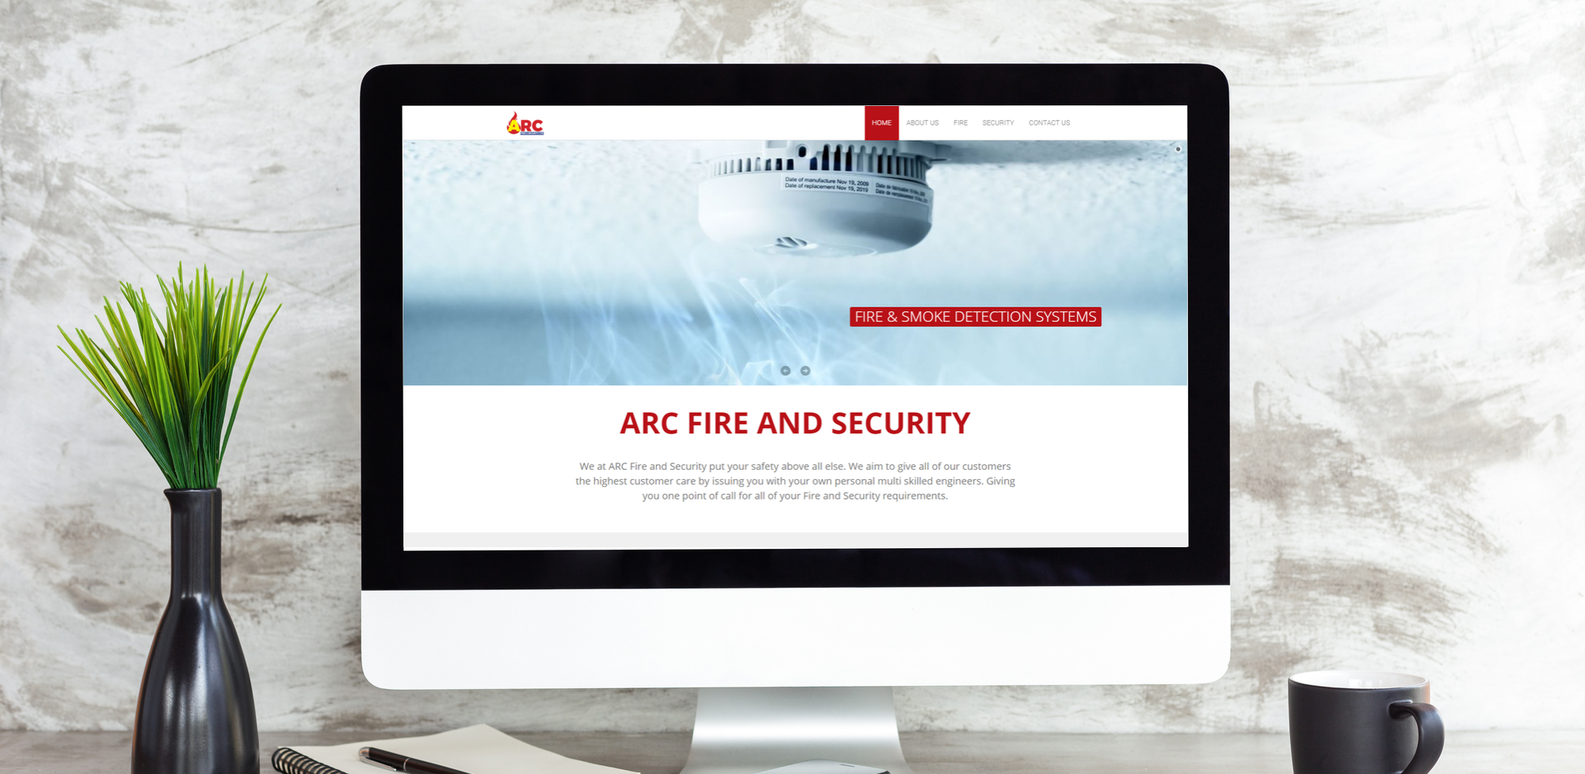 ARC
HOME ABOUT US FIRE SECURITY CONTACT US
Date of manufacture Nov 19, 2009
Date of replacement Nov 19, 2019
FIRE & SMOKE DETECTION SYSTEMS
ARC FIRE AND SECURITY
We at ARC Fire and Security put your safety above all else. We aim to give all of our customers
the highest customer care by issuing you with your own personal multi skilled engineers. Giving
you one point of call for all of your Fire and Security requirements.